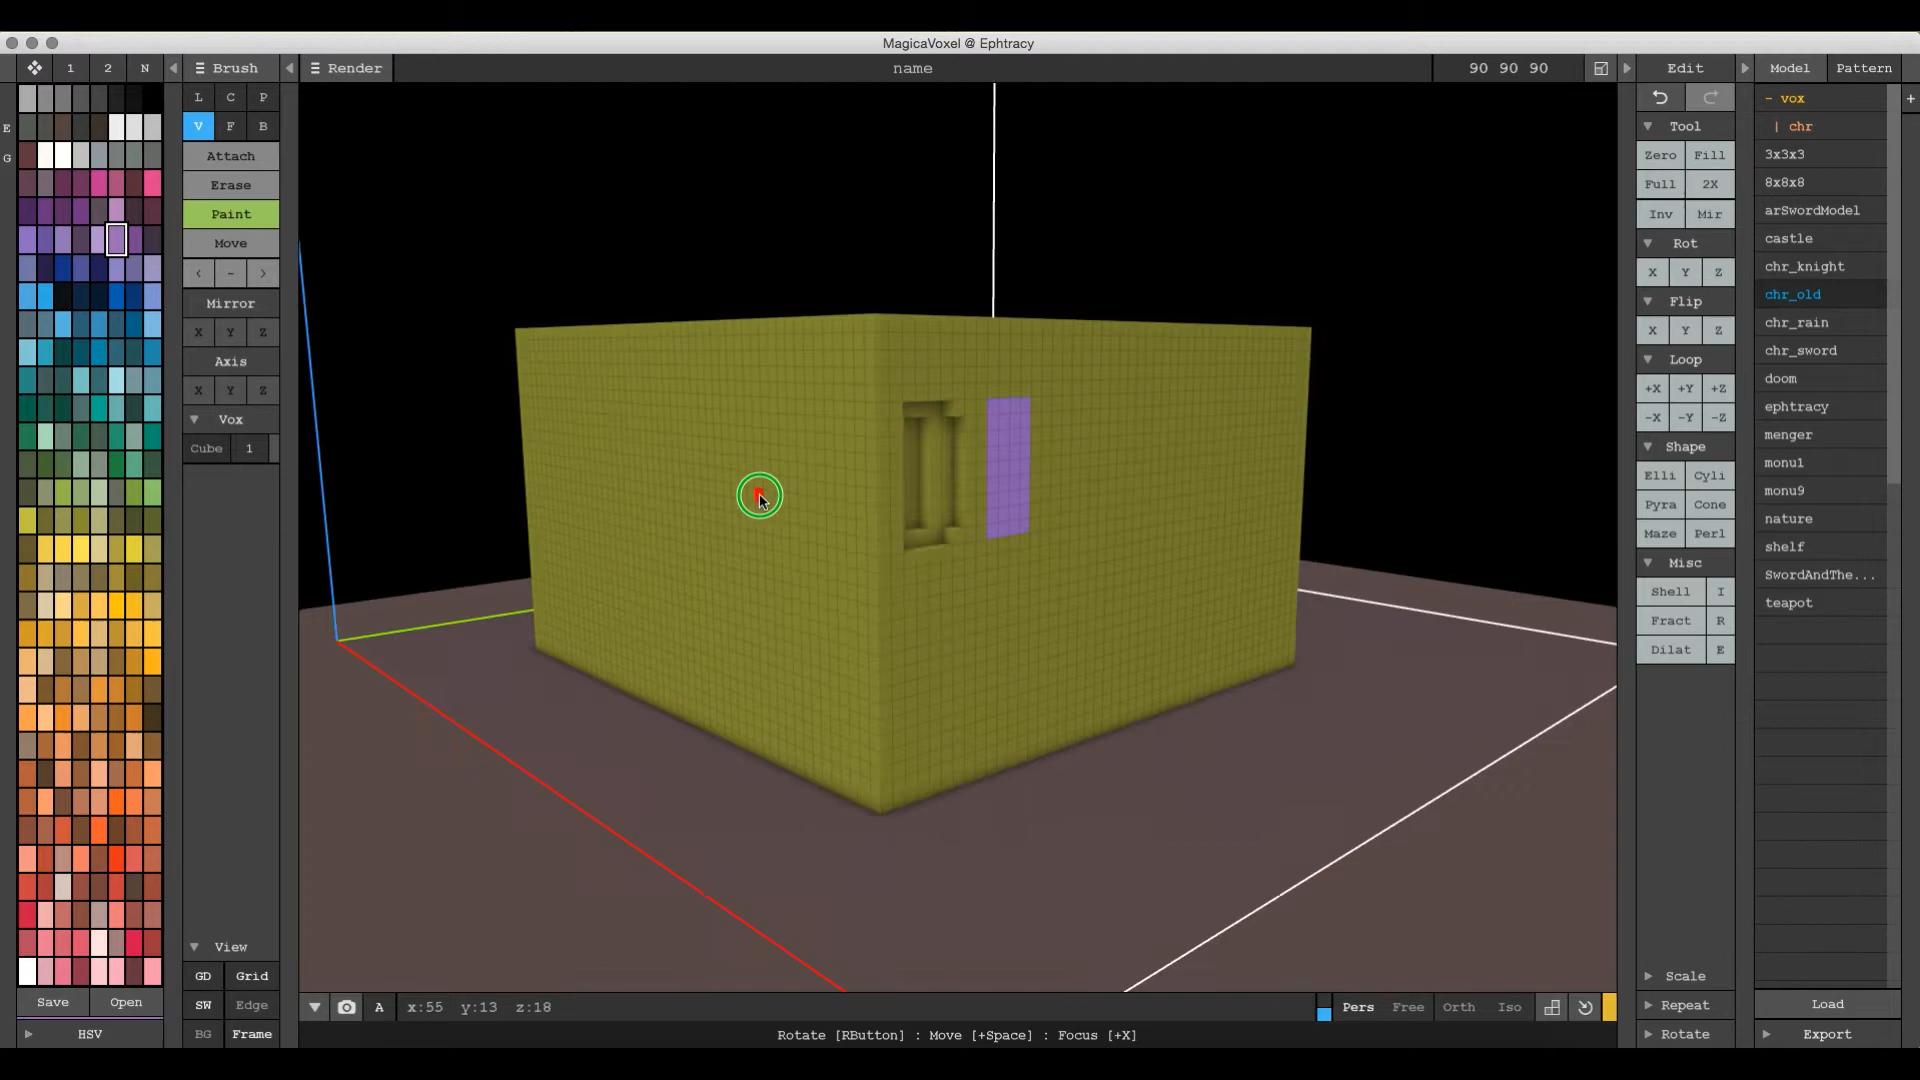 MagicaVoxel @ Ephtracy
1 2 N Brush Render name 90 90 90 Edit Model Pattern
L C P
E V F B
G Attach
Erase
Paint
Move
< - >
Mirror
X Y Z
Axis
X Y Z
Vox
Cube 1
View
GD Grid
SW Edge
BG Frame
Save Open
HSV
A x:55 y:13 z:18 Pers Free Orth Iso
Rotate [RButton] : Move [+Space] : Focus [+X]
Tool
Zero Fill
Full 2X
Inv Mir
Rot
X Y Z
Flip
X Y Z
Loop
+X +Y +Z
-X -Y -Z
Shape
Elli Cyli
Pyra Cone
Maze Perl
Misc
Shell I
Fract R
Dilat E
Scale
Repeat
Rotate
- vox +
| chr
3x3x3
8x8x8
arSwordModel
castle
chr_knight
chr_old
chr_rain
chr_sword
doom
ephtracy
menger
monu1
monu9
nature
shelf
SwordAndThe...
teapot
Load
Export